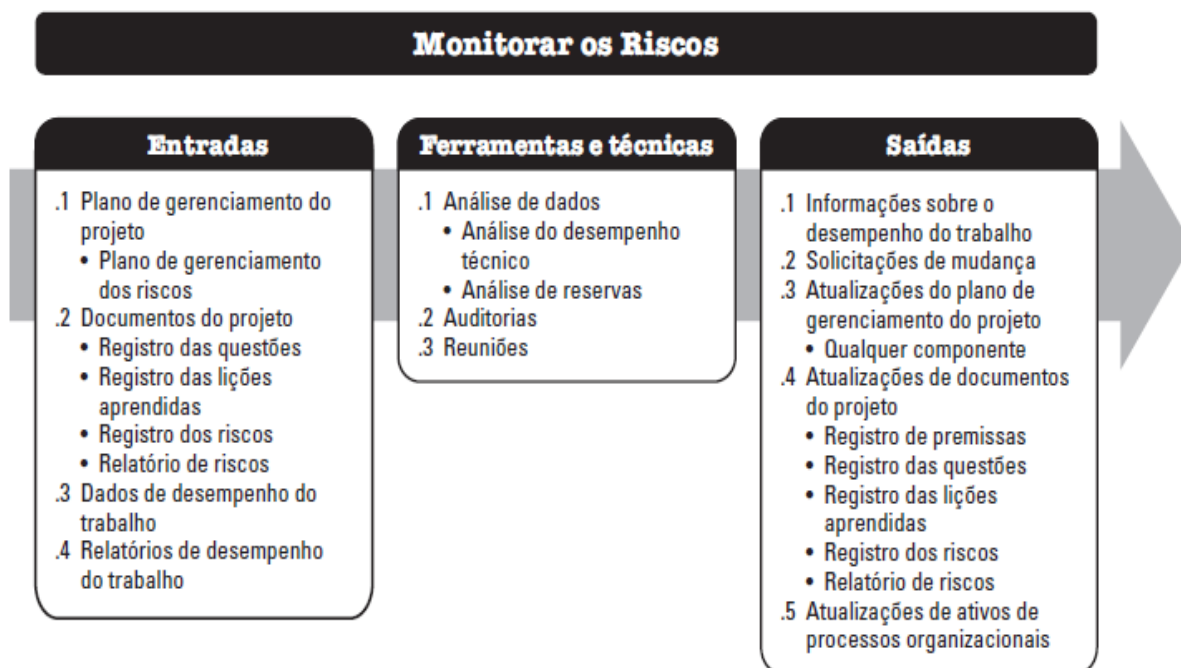 Monitorar os Riscos
Entradas
.1 Plano de gerenciamento do
projeto
• Plano de gerenciamento
dos riscos
.2 Documentos do projeto
• Registro das questões
• Registro das lições
aprendidas
• Registro dos riscos
• Relatório de riscos
.3 Dados de desempenho do
trabalho
.4 Relatórios de desempenho
do trabalho
Ferramentas e técnicas
.1 Análise de dados
• Análise do desempenho
técnico
• Análise de reservas
.2 Auditorias
.3 Reuniões
Saídas
.1 Informações sobre o
desempenho do trabalho
.2 Solicitações de mudança
.3 Atualizações do plano de
gerenciamento do projeto
• Qualquer componente
.4 Atualizações de documentos
do projeto
• Registro de premissas
• Registro das questões
• Registro das lições
aprendidas
• Registro dos riscos
• Relatório de riscos
.5 Atualizações de ativos de
processos organizacionais